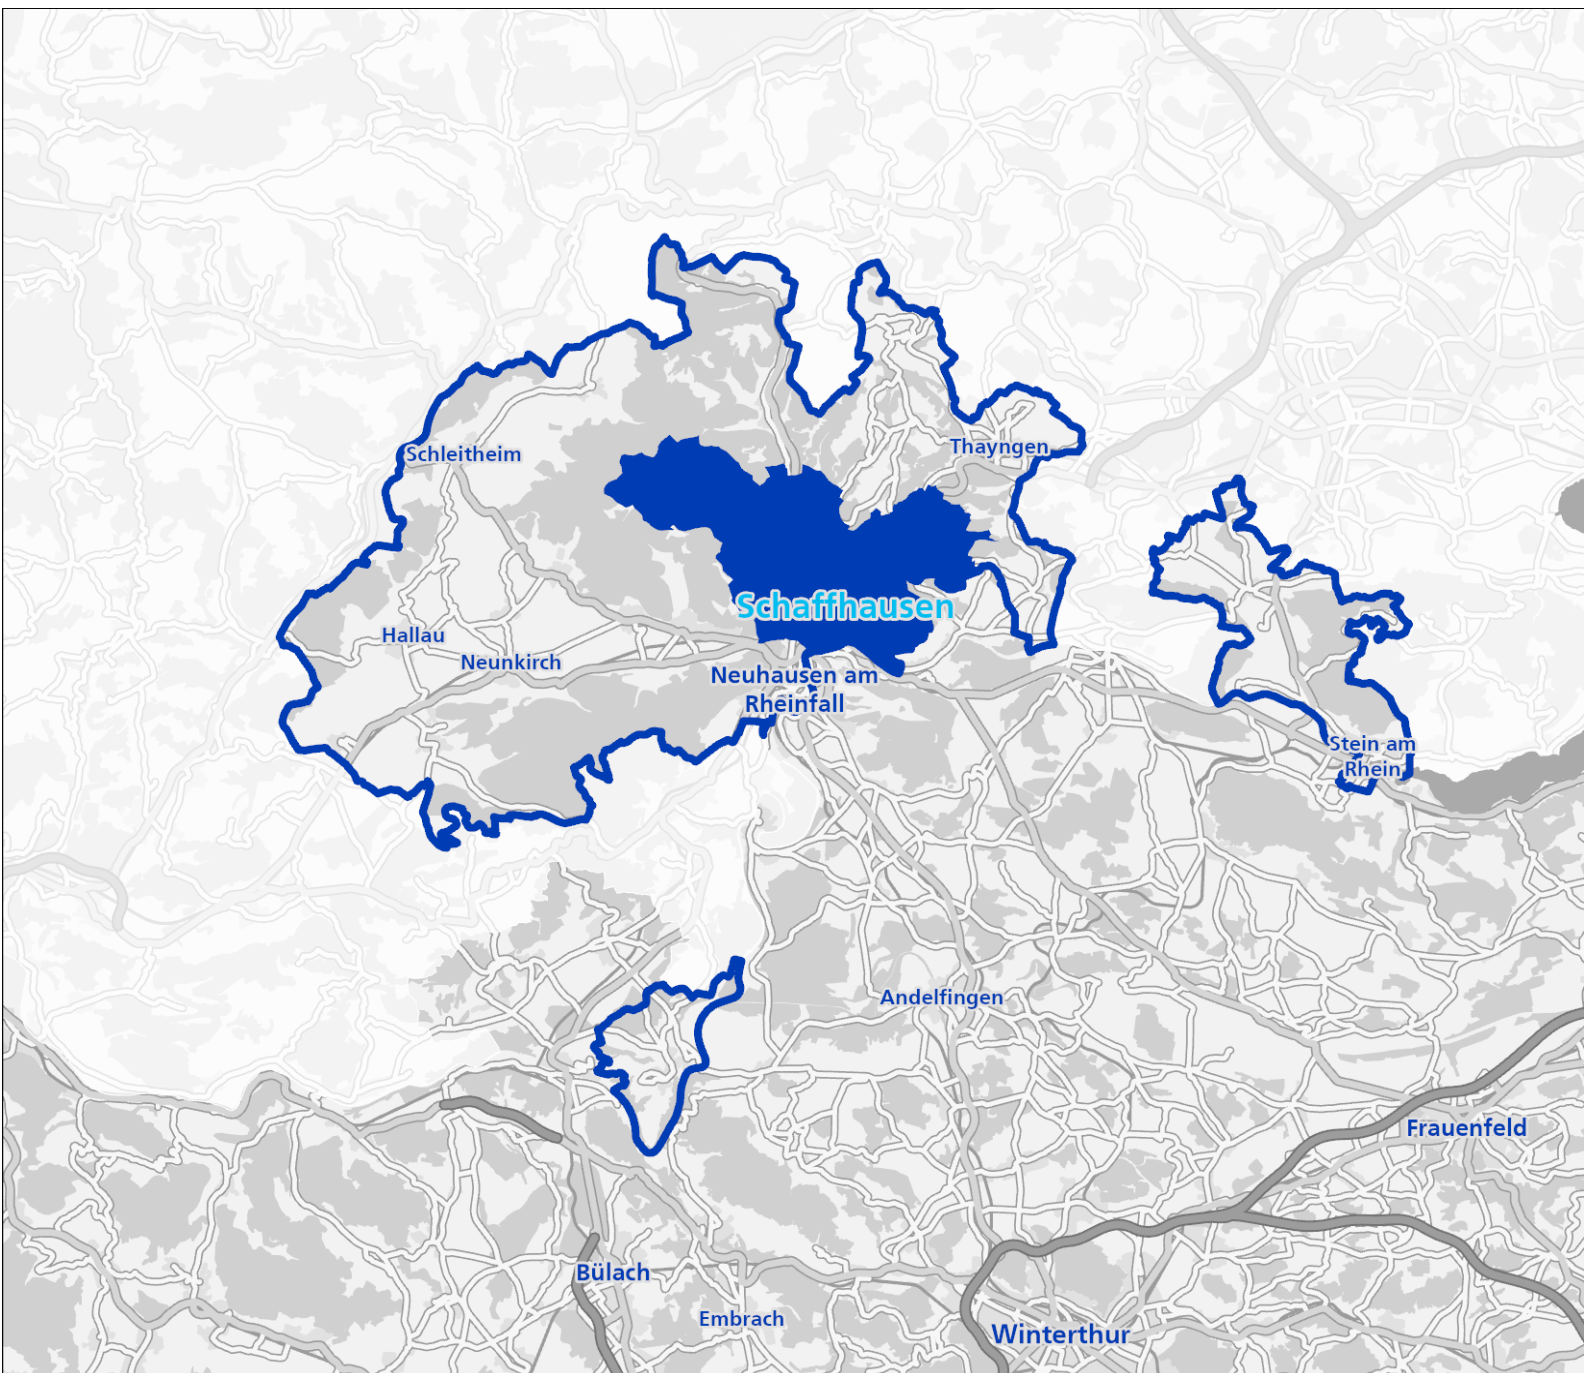 Thayngen
Schleitheim
Schaffhausen
Hallau
Neunkirch
Neuhausen am
Rheinfall
Stein am
Rhein
Andelfingen
Frauenfeld
Bülach
Embrach
Winterthur